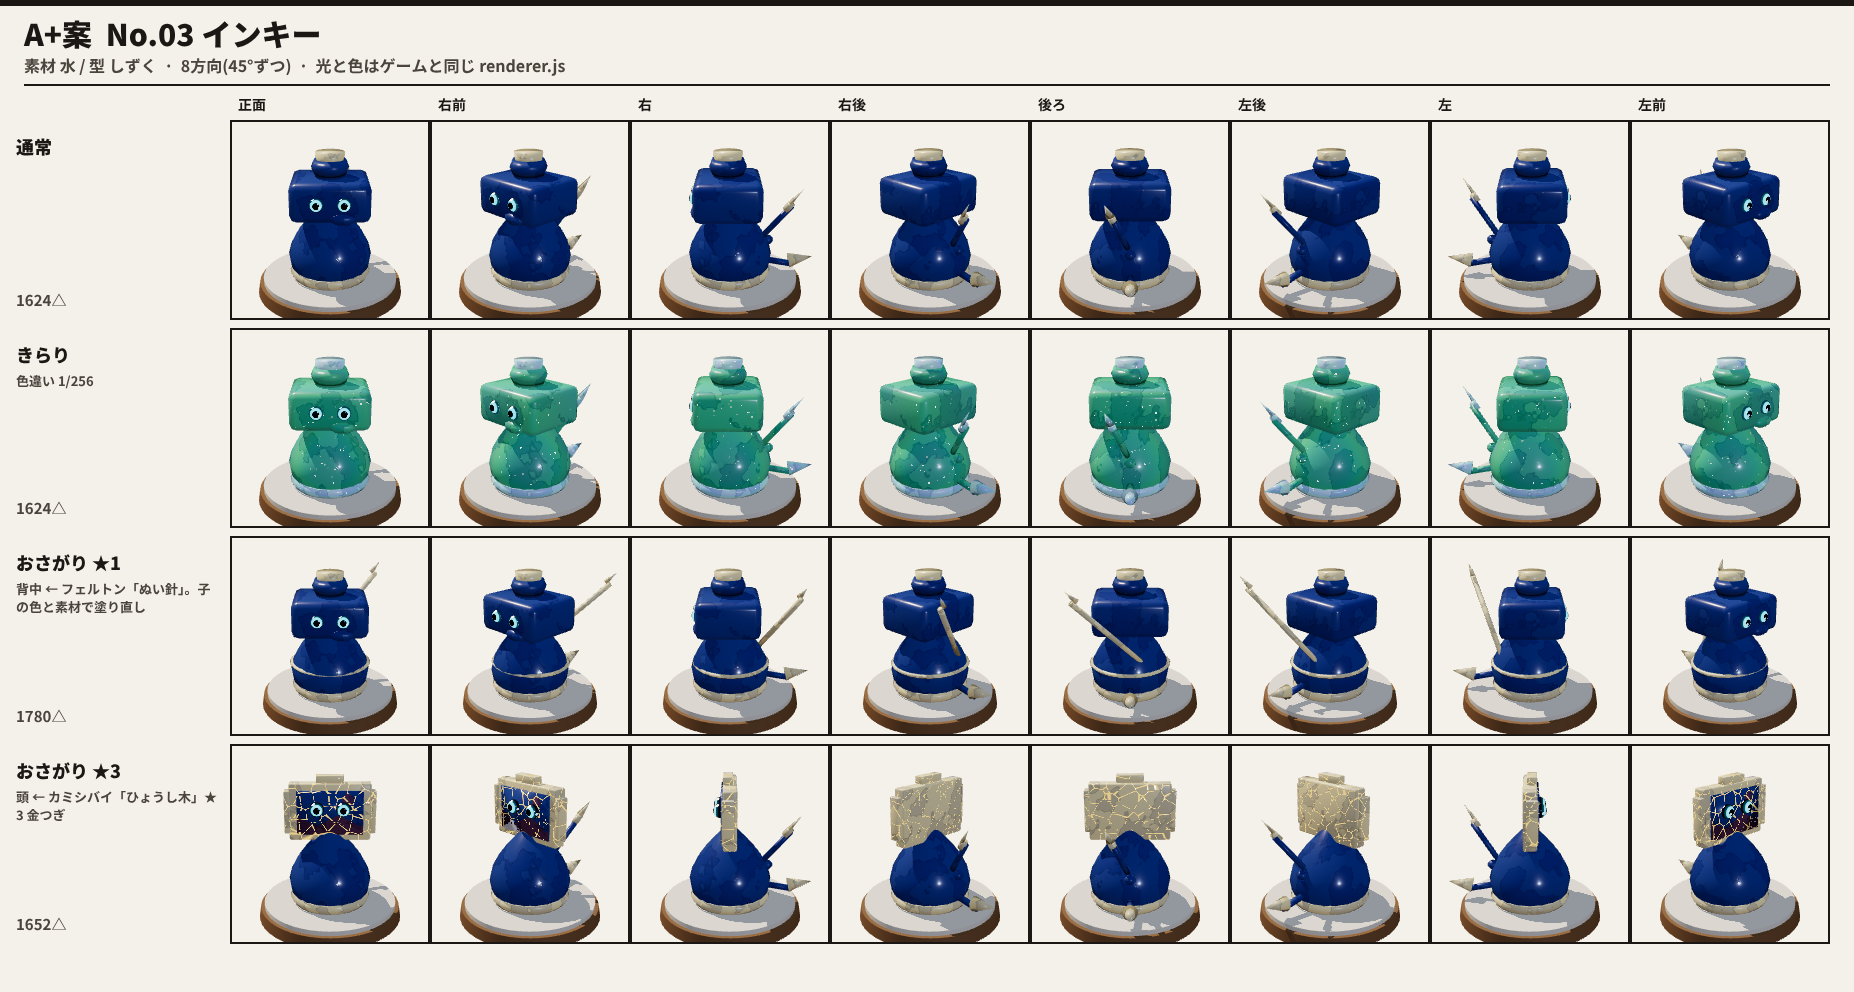 A+案 No.03 インキー
素材 水 / 型 しずく ・ 8方向(45°ずつ) ・ 光と色はゲームと同じ renderer.js
正面 右前 右 右後 後ろ 左後 左 左前
通常
1624△
きらり
色違い 1/256
1624△
おさがり ★1
背中 ← フェルトン「ぬい針」。子
の色と素材で塗り直し
1780△
おさがり ★3
頭 ← カミシバイ「ひょうし木」★
3 金つぎ
1652△